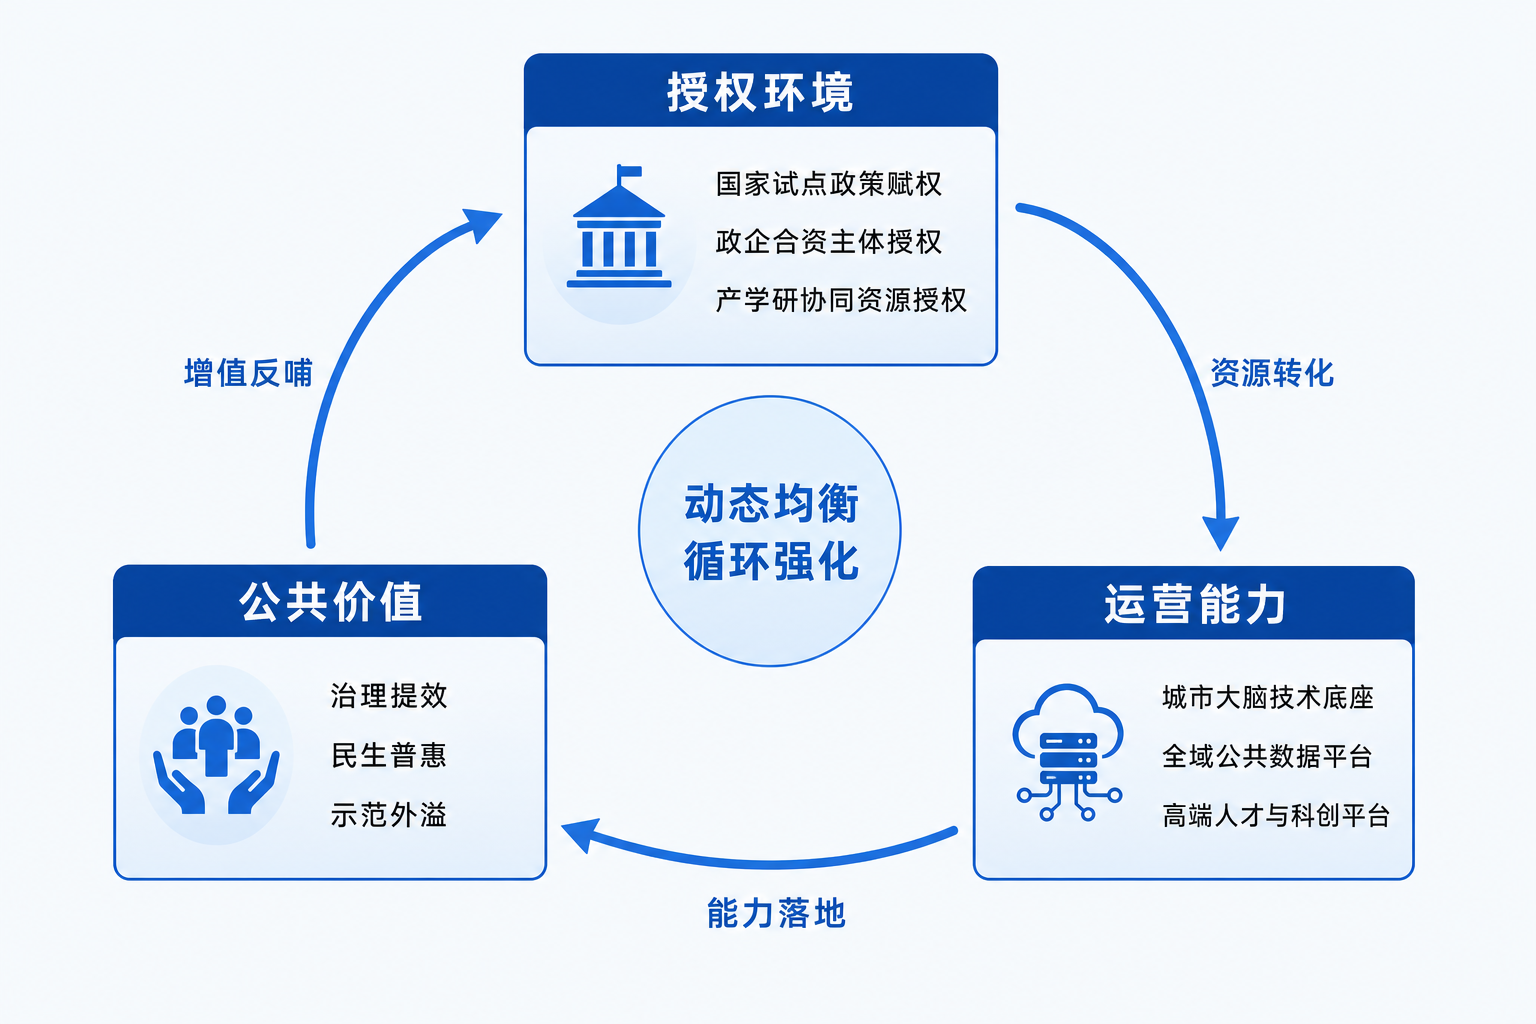 授权环境
国家试点政策赋权
政企合资主体授权
产学研协同资源授权
增值反哺
资源转化
动态均衡
循环强化
公共价值
治理提效
民生普惠
示范外溢
运营能力
城市大脑技术底座
全域公共数据平台
高端人才与科创平台
能力落地